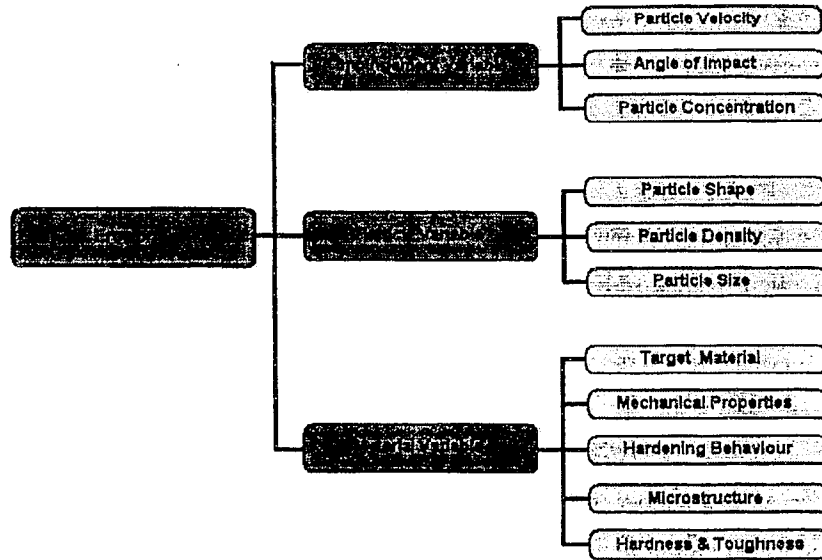 Particle Velocity
Angle of Impact
Particle Concentration
Particle Shape
Particle Density
Particle Size
Target Material
Mechanical Properties
Hardening Behaviour
Microstructure
Hardness & Toughness